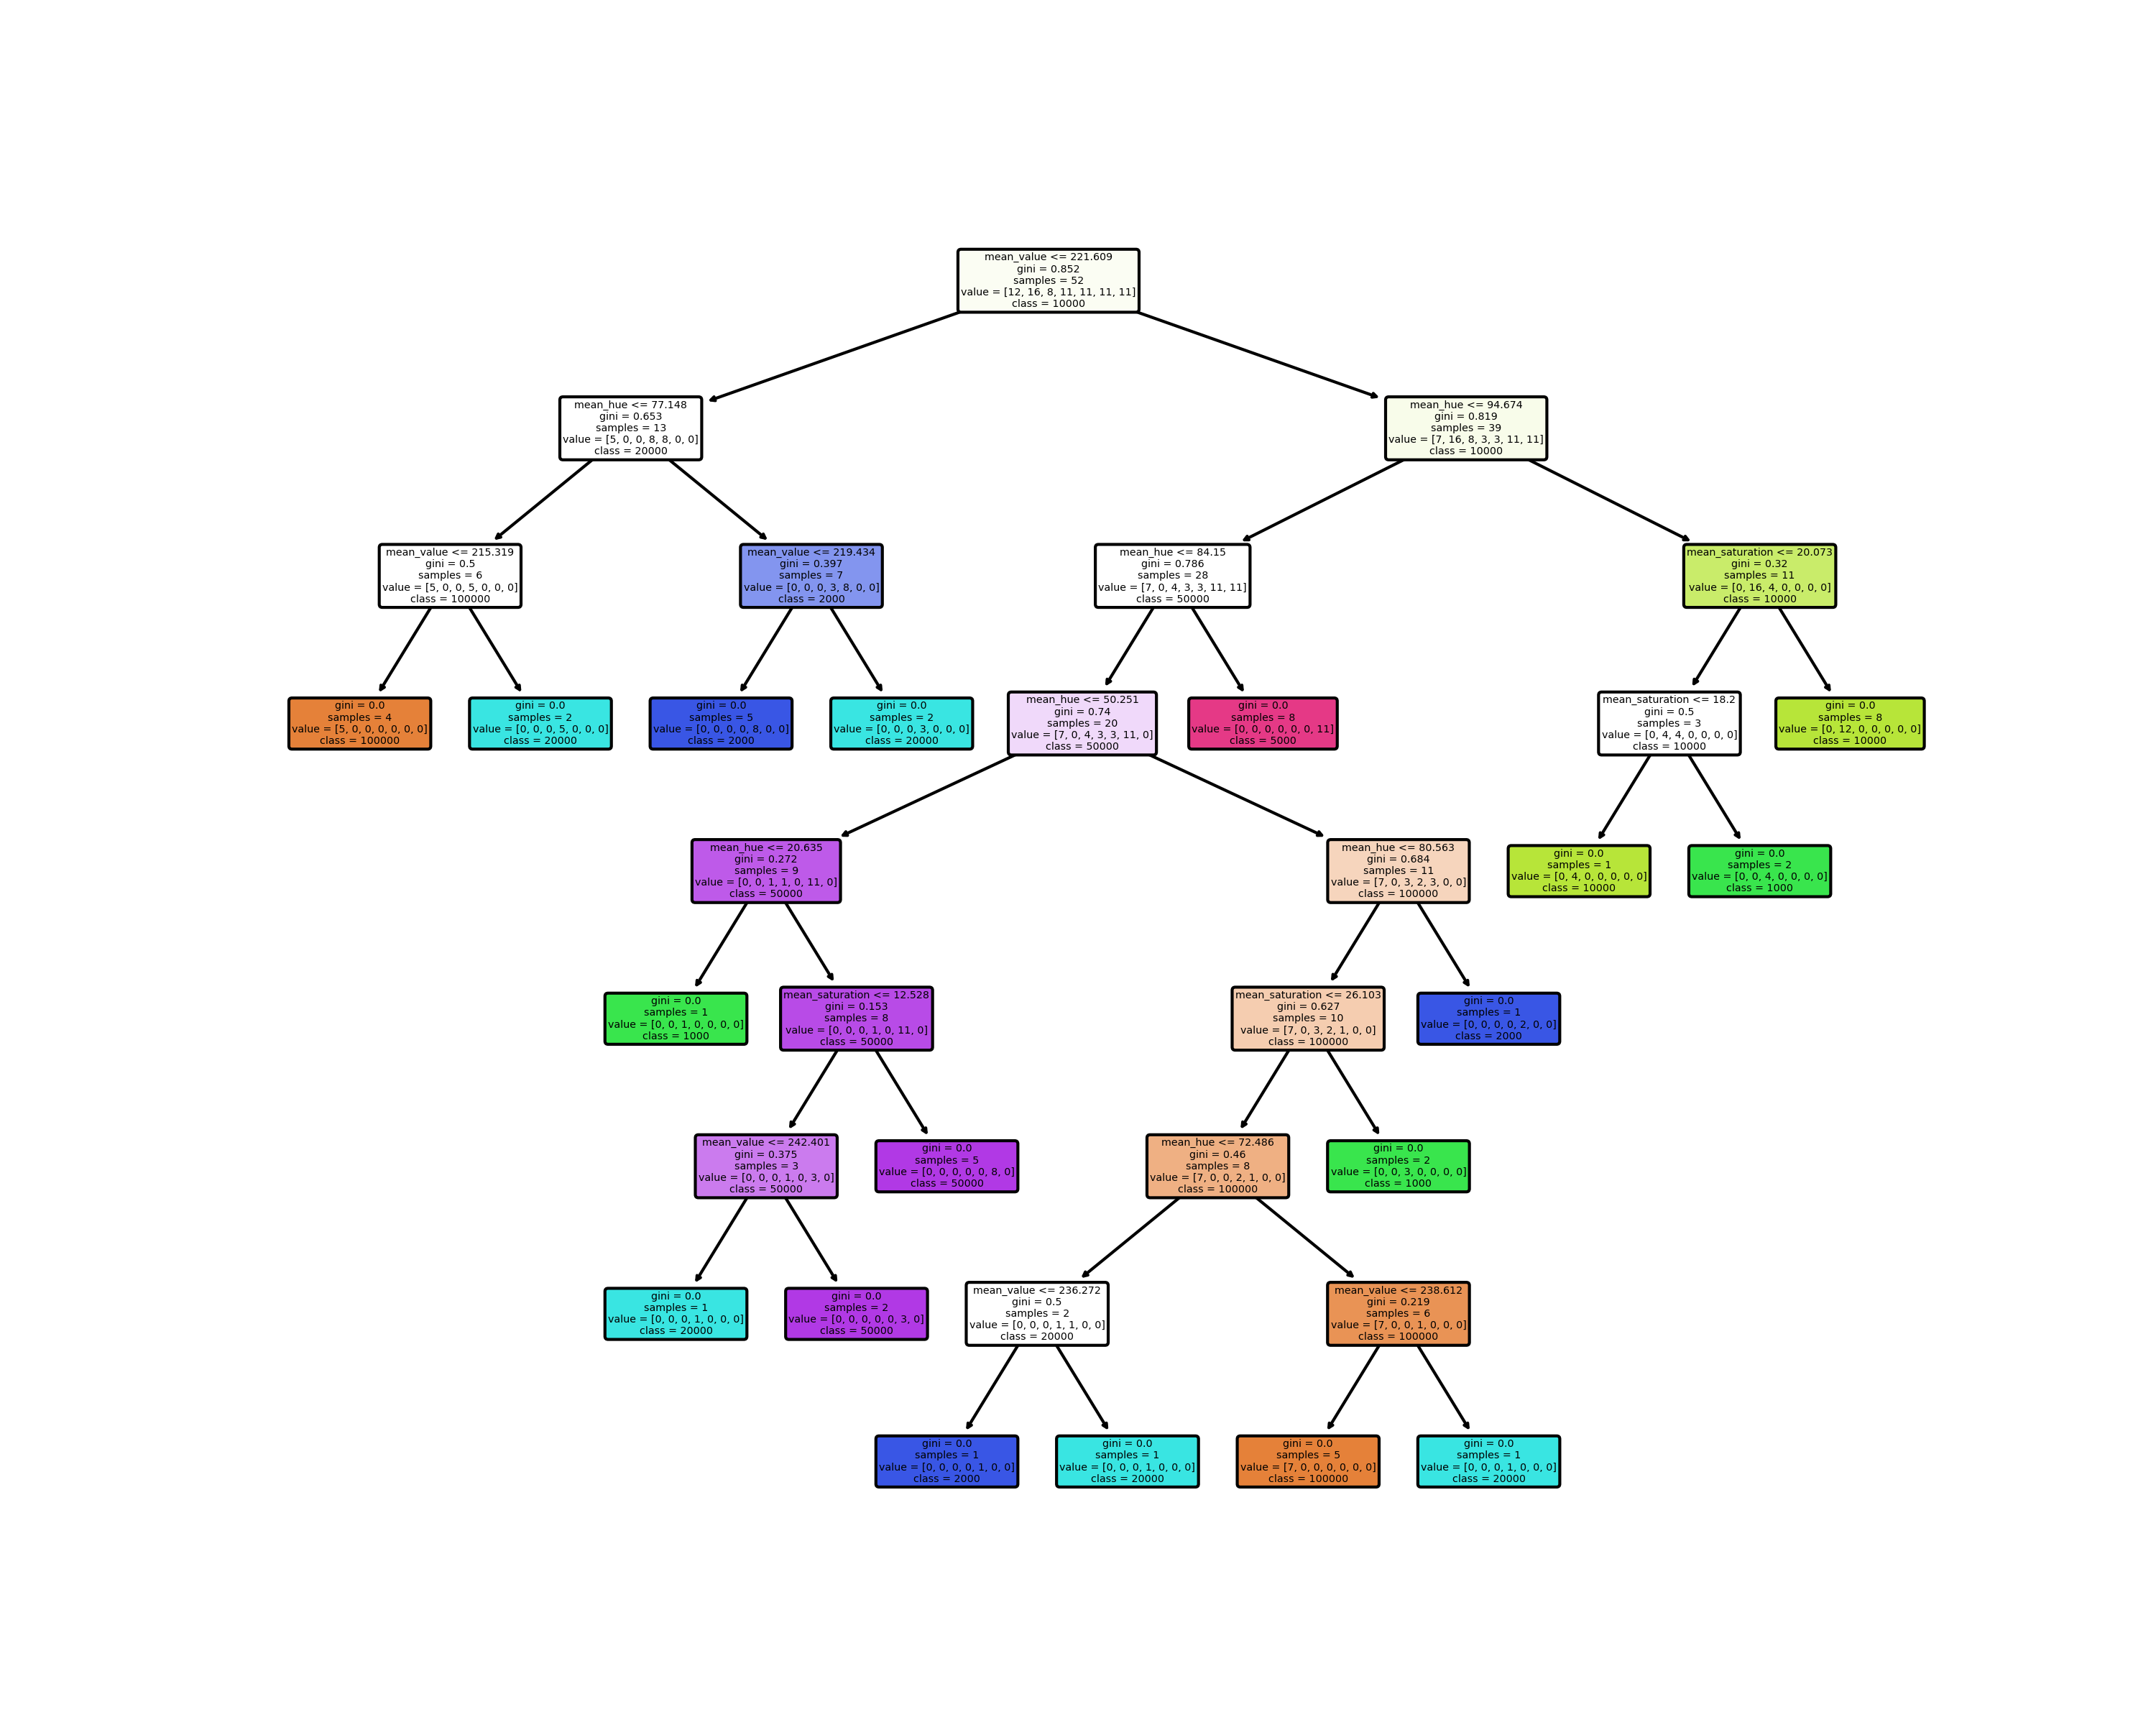 mean_value <= 221.609
gini = 0.852
samples = 52
value = [12, 16, 8, 11, 11, 11, 11]
class = 10000
mean_hue <= 77.148
gini = 0.653
samples = 13
value = [5, 0, 0, 8, 8, 0, 0]
class = 20000
mean_hue <= 94.674
gini = 0.819
samples = 39
value = [7, 16, 8, 3, 3, 11, 11]
class = 10000
mean_value <= 215.319
gini = 0.5
samples = 6
value = [5, 0, 0, 5, 0, 0, 0]
class = 100000
mean_value <= 219.434
gini = 0.397
samples = 7
value = [0, 0, 0, 3, 8, 0, 0]
class = 2000
mean_hue <= 84.15
gini = 0.786
samples = 28
value = [7, 0, 4, 3, 3, 11, 11]
class = 50000
mean_saturation <= 20.073
gini = 0.32
samples = 11
value = [0, 16, 4, 0, 0, 0, 0]
class = 10000
gini = 0.0
samples = 4
value = [5, 0, 0, 0, 0, 0, 0]
class = 100000
gini = 0.0
samples = 2
value = [0, 0, 0, 5, 0, 0, 0]
class = 20000
gini = 0.0
samples = 5
value = [0, 0, 0, 0, 8, 0, 0]
class = 2000
gini = 0.0
samples = 2
value = [0, 0, 0, 3, 0, 0, 0]
class = 20000
mean_hue <= 50.251
gini = 0.74
samples = 20
value = [7, 0, 4, 3, 3, 11, 0]
class = 50000
gini = 0.0
samples = 8
value = [0, 0, 0, 0, 0, 0, 11]
class = 5000
mean_saturation <= 18.2
gini = 0.5
samples = 3
value = [0, 4, 4, 0, 0, 0, 0]
class = 10000
gini = 0.0
samples = 8
value = [0, 12, 0, 0, 0, 0, 0]
class = 10000
mean_hue <= 20.635
gini = 0.272
samples = 9
value = [0, 0, 1, 1, 0, 11, 0]
class = 50000
mean_hue <= 80.563
gini = 0.684
samples = 11
value = [7, 0, 3, 2, 3, 0, 0]
class = 100000
gini = 0.0
samples = 1
value = [0, 4, 0, 0, 0, 0, 0]
class = 10000
gini = 0.0
samples = 2
value = [0, 0, 4, 0, 0, 0, 0]
class = 1000
gini = 0.0
samples = 1
value = [0, 0, 1, 0, 0, 0, 0]
class = 1000
mean_saturation <= 12.528
gini = 0.153
samples = 8
value = [0, 0, 0, 1, 0, 11, 0]
class = 50000
mean_saturation <= 26.103
gini = 0.627
samples = 10
value = [7, 0, 3, 2, 1, 0, 0]
class = 100000
gini = 0.0
samples = 1
value = [0, 0, 0, 0, 2, 0, 0]
class = 2000
mean_value <= 242.401
gini = 0.375
samples = 3
value = [0, 0, 0, 1, 0, 3, 0]
class = 50000
gini = 0.0
samples = 5
value = [0, 0, 0, 0, 0, 8, 0]
class = 50000
mean_hue <= 72.486
gini = 0.46
samples = 8
value = [7, 0, 0, 2, 1, 0, 0]
class = 100000
gini = 0.0
samples = 2
value = [0, 0, 3, 0, 0, 0, 0]
class = 1000
gini = 0.0
samples = 1
value = [0, 0, 0, 1, 0, 0, 0]
class = 20000
gini = 0.0
samples = 2
value = [0, 0, 0, 0, 0, 3, 0]
class = 50000
mean_value <= 236.272
gini = 0.5
samples = 2
value = [0, 0, 0, 1, 1, 0, 0]
class = 20000
mean_value <= 238.612
gini = 0.219
samples = 6
value = [7, 0, 0, 1, 0, 0, 0]
class = 100000
gini = 0.0
samples = 1
value = [0, 0, 0, 0, 1, 0, 0]
class = 2000
gini = 0.0
samples = 1
value = [0, 0, 0, 1, 0, 0, 0]
class = 20000
gini = 0.0
samples = 5
value = [7, 0, 0, 0, 0, 0, 0]
class = 100000
gini = 0.0
samples = 1
value = [0, 0, 0, 1, 0, 0, 0]
class = 20000